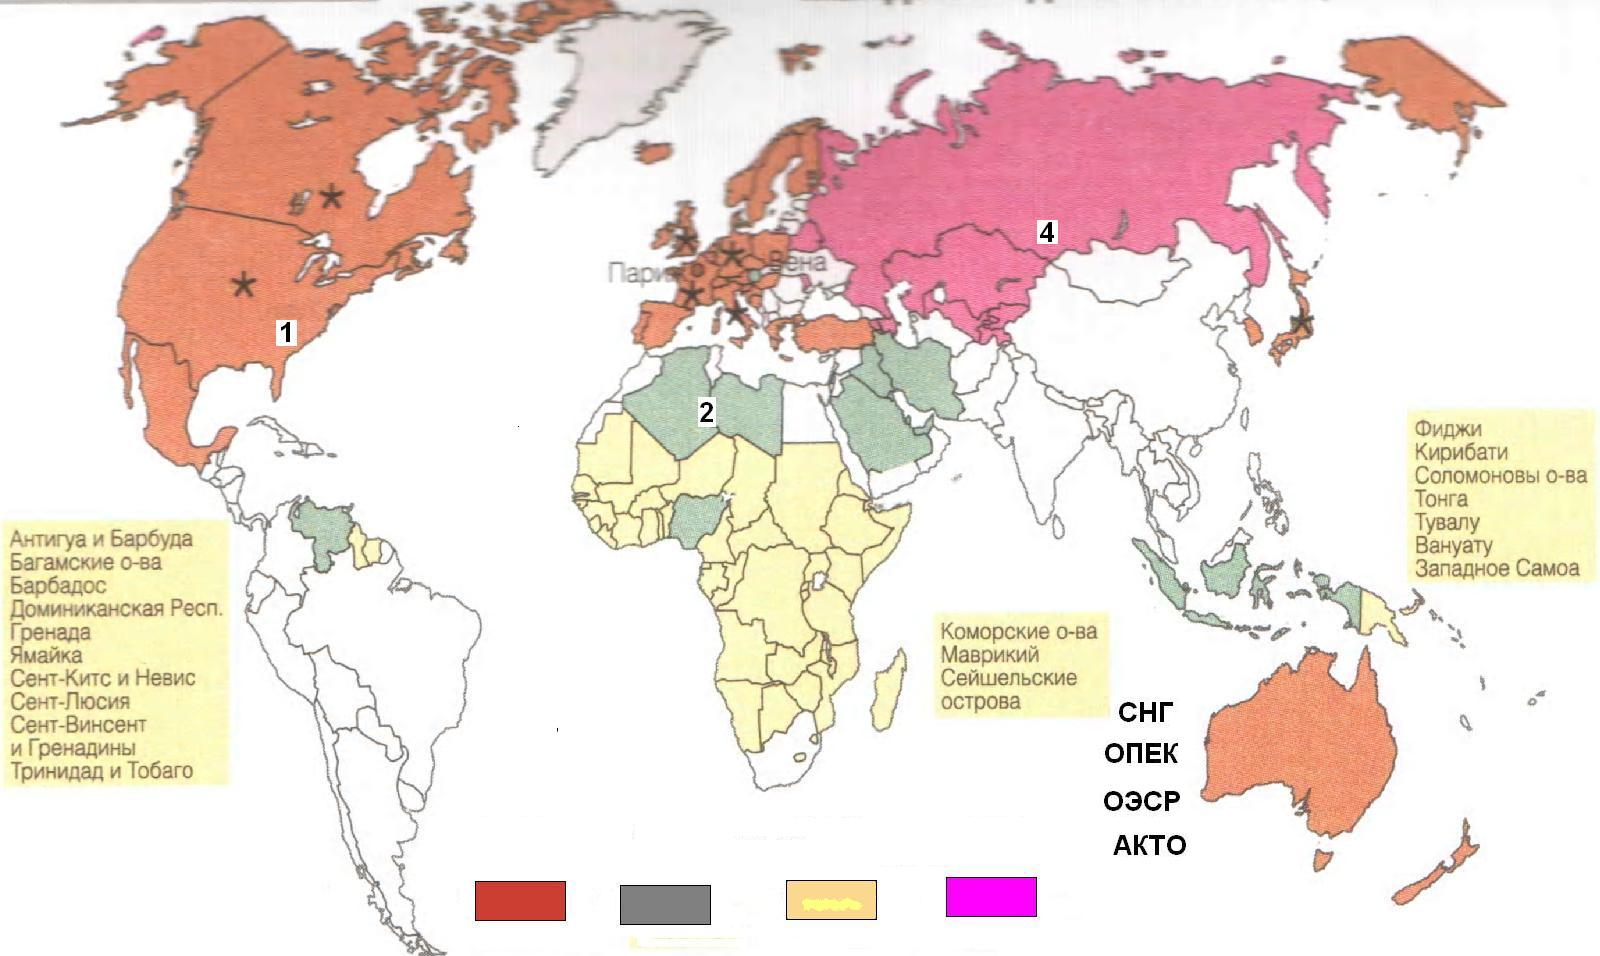 4
Париж
Вена
1
2
Фиджи
Кирибати
Соломоновы о-ва
Тонга
Тувалу
Вануату
Западное Самоа
Антигуа и Барбуда
Багамские о-ва
Барбадос
Доминиканская Респ.
Гренада
Ямайка
Сент-Китс и Невис
Сент-Люсия
Сент-Винсент
и Гренадины
Тринидад и Тобаго
Коморские о-ва
Маврикий
Сейшельские
острова
СНГ
ОПЕК
ОЭСР
АКТО